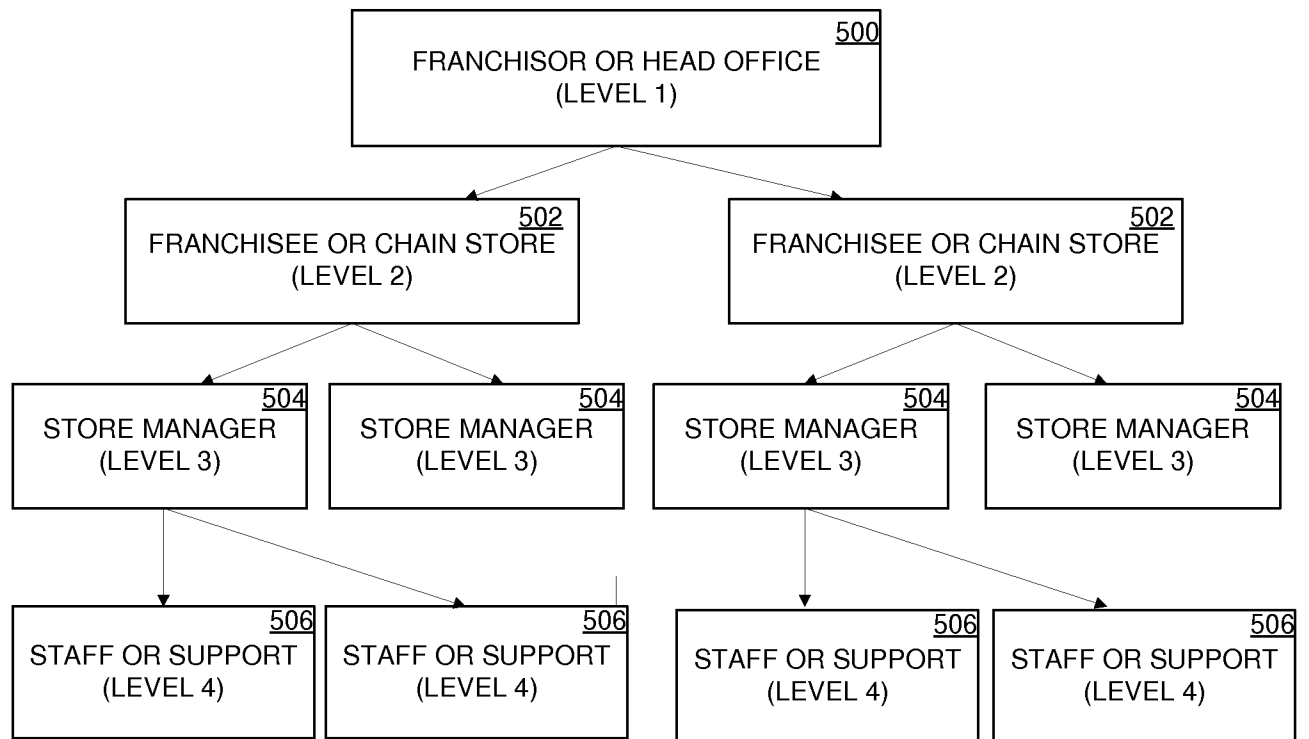 500
FRANCHISOR OR HEAD OFFICE
(LEVEL 1)
502
FRANCHISEE OR CHAIN STORE
(LEVEL 2)
502
FRANCHISEE OR CHAIN STORE
(LEVEL 2)
504
STORE MANAGER
(LEVEL 3)
504
STORE MANAGER
(LEVEL 3)
504
STORE MANAGER
(LEVEL 3)
504
STORE MANAGER
(LEVEL 3)
506
STAFF OR SUPPORT
(LEVEL 4)
506
STAFF OR SUPPORT
(LEVEL 4)
506
STAFF OR SUPPORT
(LEVEL 4)
506
STAFF OR SUPPORT
(LEVEL 4)